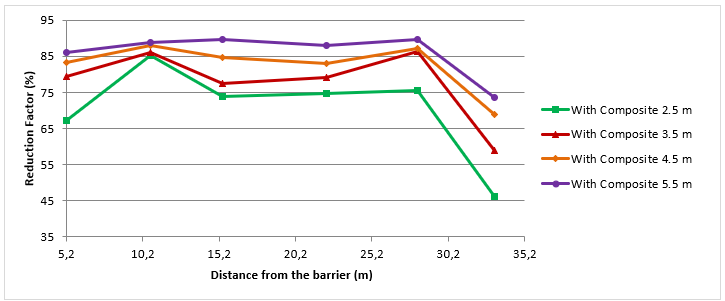 95
85
75
65
55
45
35
Reduction Factor (%)
5,2
10,2
15,2
20,2
25,2
30,2
35,2
Distance from the barrier (m)
With Composite 2.5 m
With Composite 3.5 m
With Composite 4.5 m
With Composite 5.5 m